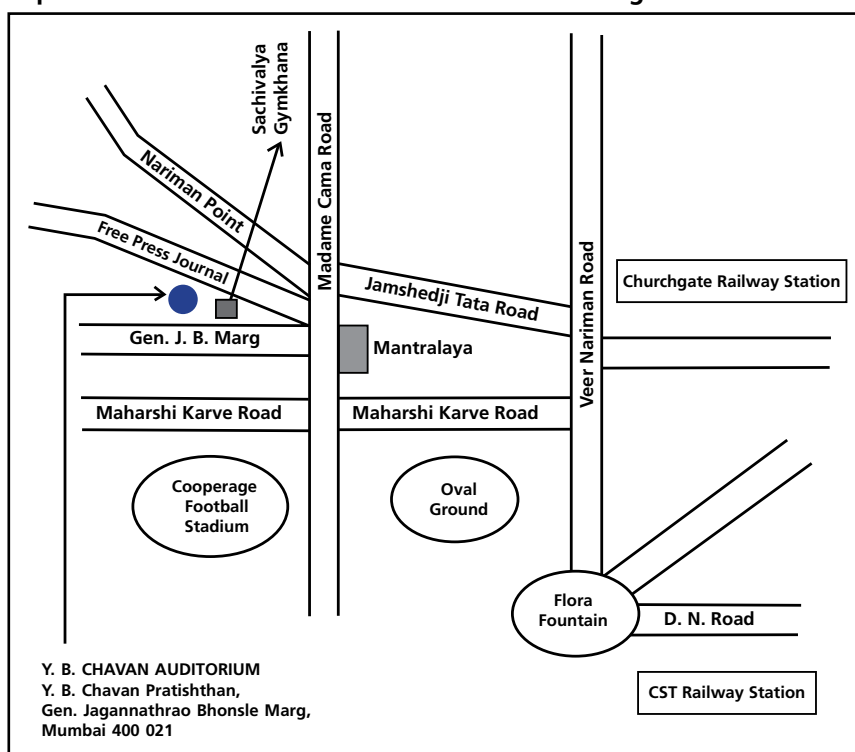 Sachivalya
Gymkhana
Madame Cama Road
Nariman Point
Free Press Journal
Jamshedji Tata Road
Veer Nariman Road
Churchgate Railway Station
Gen. J. B. Marg
Mantralaya
Maharshi Karve Road
Maharshi Karve Road
Cooperage
Football
Stadium
Oval
Ground
Flora
Fountain
D. N. Road
Y. B. CHAVAN AUDITORIUM
Y. B. Chavan Pratishthan,
Gen. Jagannathrao Bhonsle Marg,
Mumbai 400 021
CST Railway Station